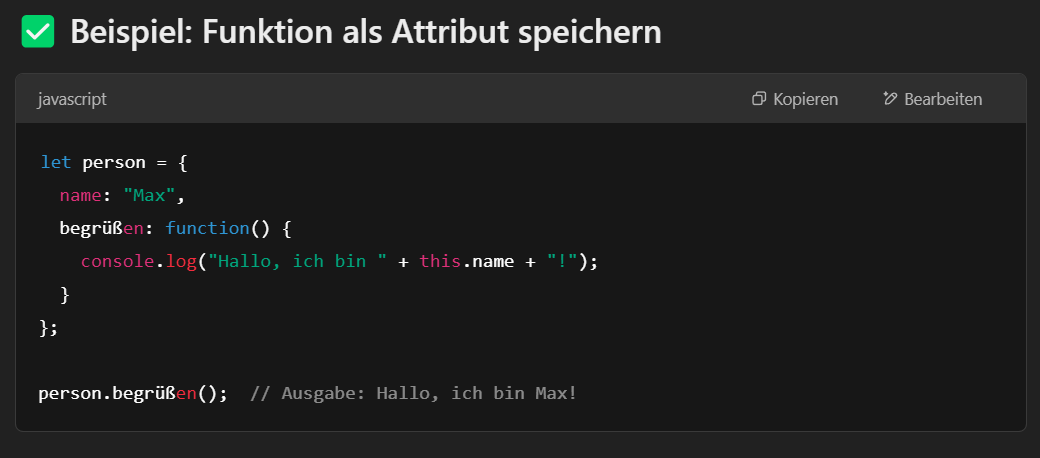 ✅ Beispiel: Funktion als Attribut speichern
javascript Kopieren Bearbeiten
let person = {
  name: "Max",
  begrüßen: function() {
    console.log("Hallo, ich bin " + this.name + "!");
  }
};

person.begrüßen();  // Ausgabe: Hallo, ich bin Max!